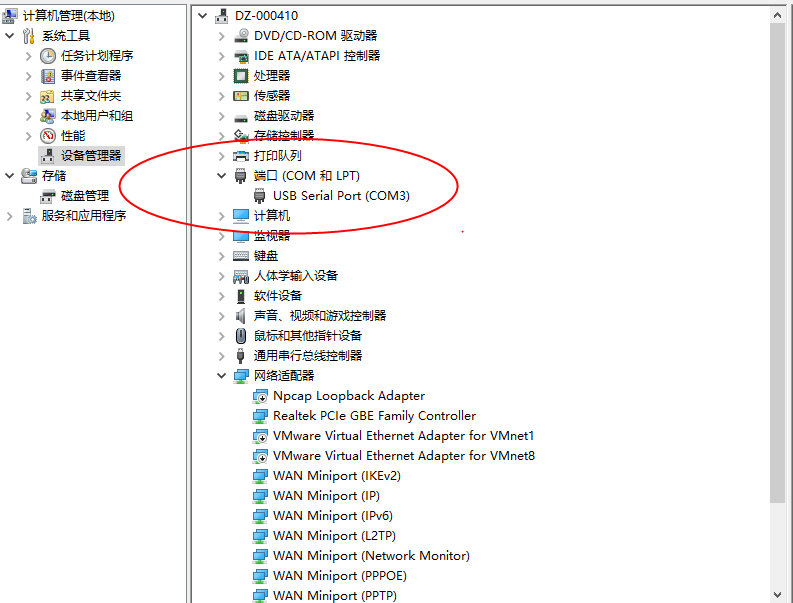 计算机管理(本地)
系统工具
任务计划程序
事件查看器
共享文件夹
本地用户和组
性能
设备管理器
存储
磁盘管理
服务和应用程序
DZ-000410
DVD/CD-ROM 驱动器
IDE ATA/ATAPI 控制器
处理器
传感器
磁盘驱动器
存储控制器
打印队列
端口 (COM 和 LPT)
USB Serial Port (COM3)
计算机
监视器
键盘
人体学输入设备
软件设备
声音、视频和游戏控制器
鼠标和其他指针设备
通用串行总线控制器
网络适配器
Npcap Loopback Adapter
Realtek PCIe GBE Family Controller
VMware Virtual Ethernet Adapter for VMnet1
VMware Virtual Ethernet Adapter for VMnet8
WAN Miniport (IKEv2)
WAN Miniport (IP)
WAN Miniport (IPv6)
WAN Miniport (L2TP)
WAN Miniport (Network Monitor)
WAN Miniport (PPPOE)
WAN Miniport (PPTP)